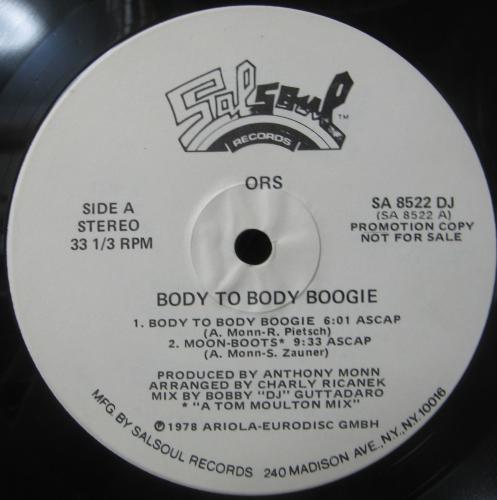 Salsoul TM
RECORDS
ORS
SIDE A
STEREO
33 1/3 RPM
SA 8522 DJ
(SA 8522 A)
PROMOTION COPY
NOT FOR SALE
BODY TO BODY BOOGIE
1. BODY TO BODY BOOGIE 6:01 ASCAP
(A. Monn-R. Pietsch)
2. MOON-BOOTS* 9:33 ASCAP
(A. Monn-S. Zauner)
PRODUCED BY ANTHONY MONN
ARRANGED BY CHARLY RICANEK
MIX BY BOBBY "DJ" GUTTADARO
* "A TOM MOULTON MIX"
℗ 1978 ARIOLA-EURODISC GMBH
MFG. BY SALSOUL RECORDS 240 MADISON AVE., NY., NY. 10016